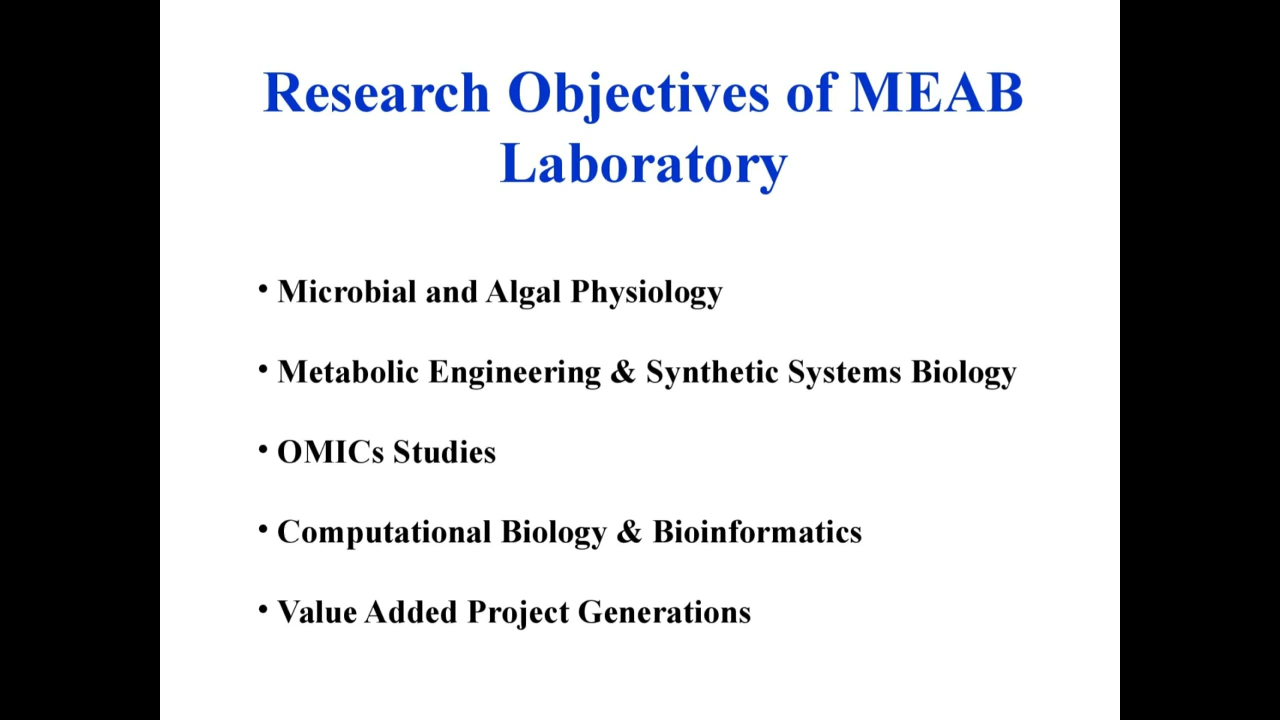 Research Objectives of MEAB
Laboratory
• Microbial and Algal Physiology
• Metabolic Engineering & Synthetic Systems Biology
• OMICs Studies
• Computational Biology & Bioinformatics
• Value Added Project Generations